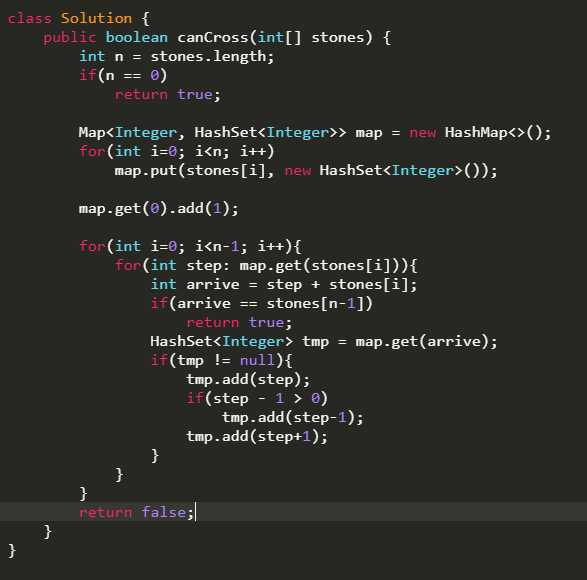 class Solution {
    public boolean canCross(int[] stones) {
        int n = stones.length;
        if(n == 0)
            return true;

        Map<Integer, HashSet<Integer>> map = new HashMap<>();
        for(int i=0; i<n; i++)
            map.put(stones[i], new HashSet<Integer>());

        map.get(0).add(1);

        for(int i=0; i<n-1; i++){
            for(int step: map.get(stones[i])){
                int arrive = step + stones[i];
                if(arrive == stones[n-1])
                    return true;
                HashSet<Integer> tmp = map.get(arrive);
                if(tmp != null){
                    tmp.add(step);
                    if(step - 1 > 0)
                        tmp.add(step-1);
                    tmp.add(step+1);
                }
            }
        }
        return false;
    }
}